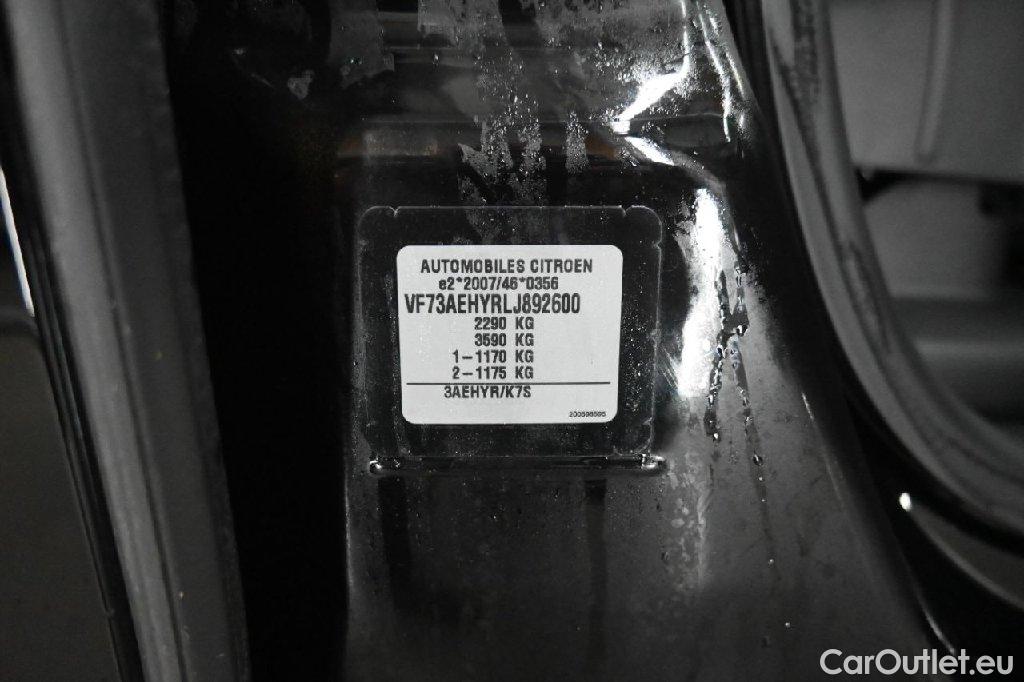 AUTOMOBILES CITROEN
e2*2007/46*0356
VF73AEHYRLJ892600
2290 KG
3590 KG
1-1170 KG
2-1175 KG
3AEHYR/K7S
200598595
CarOutlet.eu